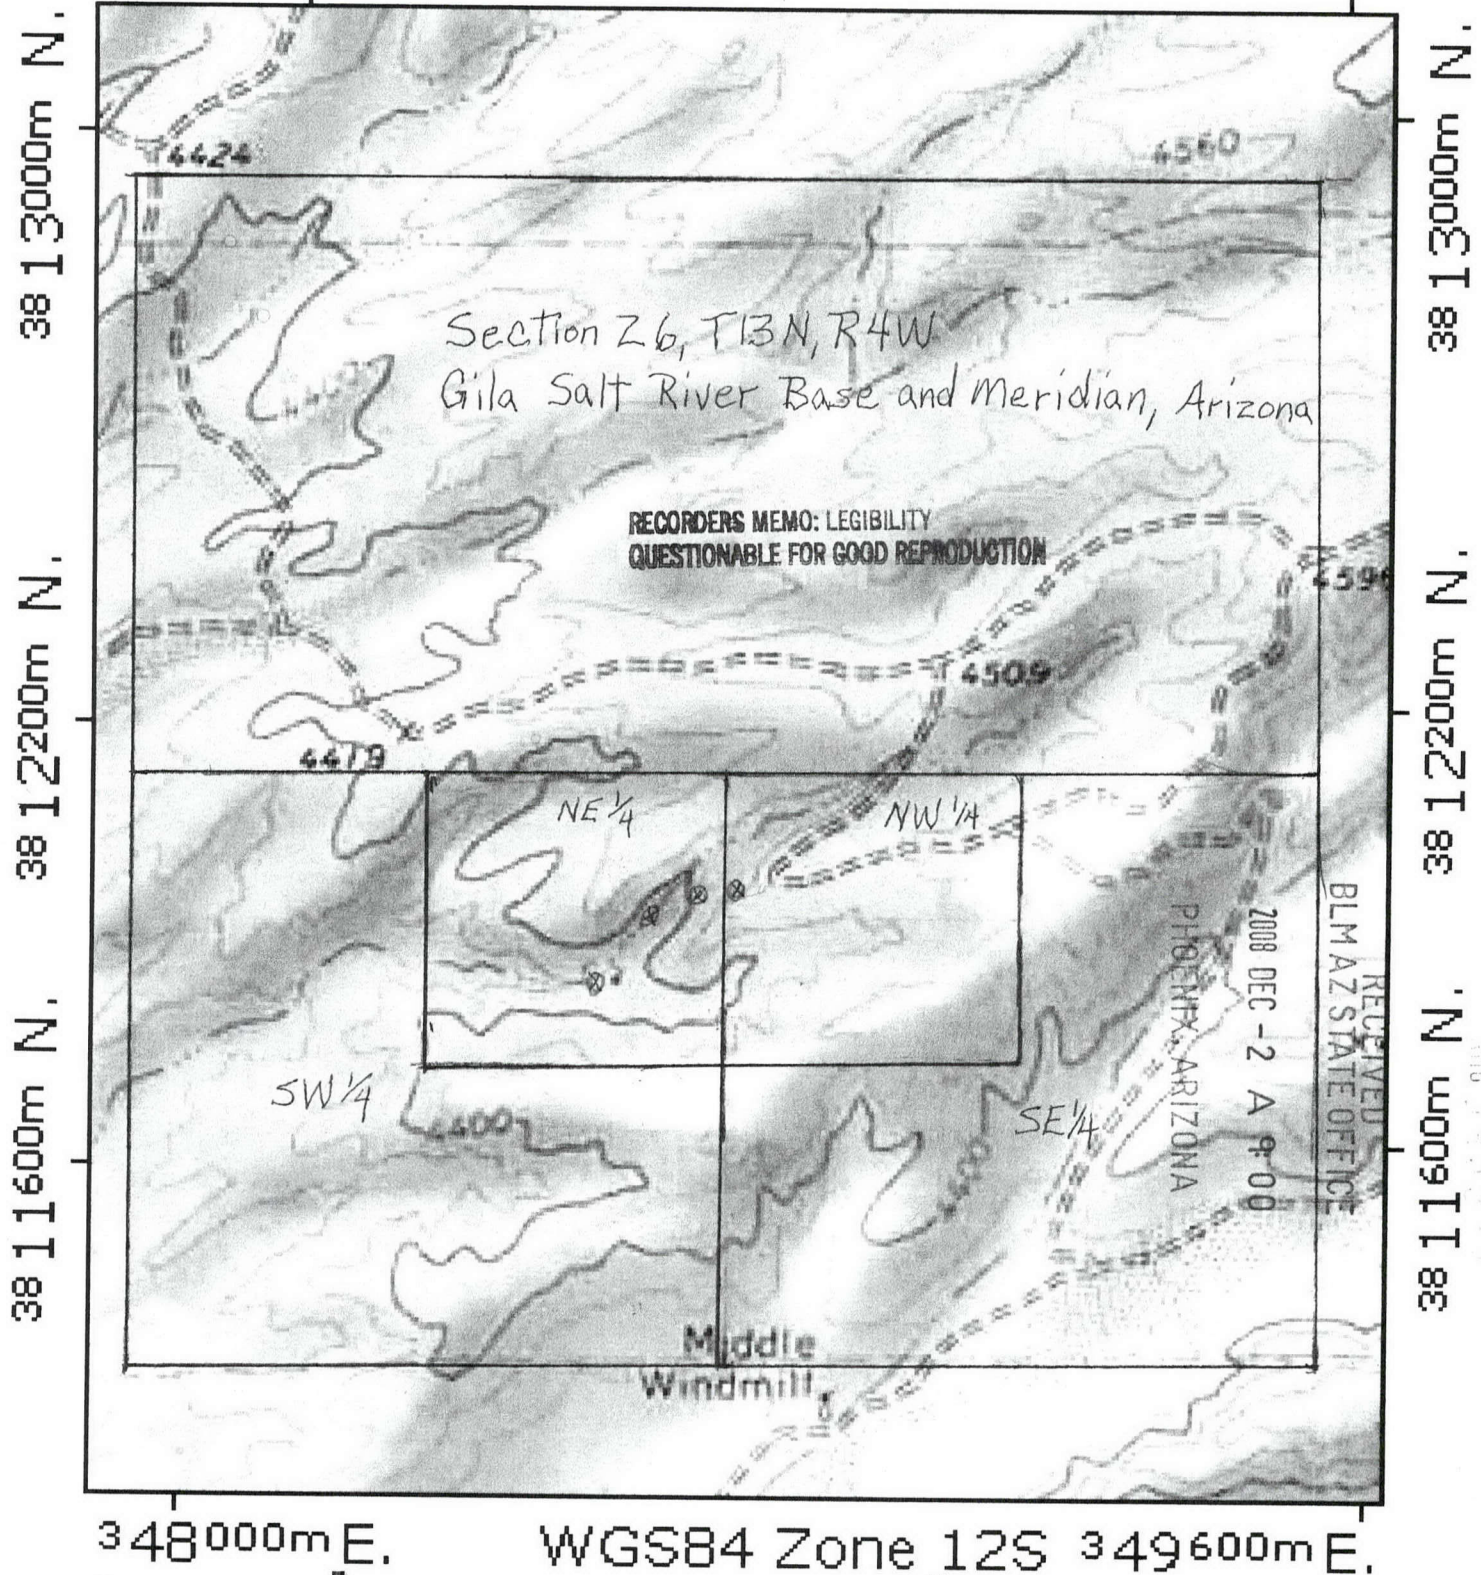 38 13000m N.
38 13000m N.
4424
4560
Section 26, T13N, R4W
Gila Salt River Base and Meridian, Arizona
RECORDERS MEMO: LEGIBILITY
QUESTIONABLE FOR GOOD REPRODUCTION
459
4509
38 12200m N.
38 12200m N.
4419
NE 1/4
NW 1/4
RECEIVED
BLM AZ STATE OFFICE
2008 DEC -2 A 9:00
PHOENIX, ARIZONA
SW 1/4
SE 1/4
4400
4400
38 11600m N.
38 11600m N.
Middle
Windmill
348000m E.
WGS84 Zone 12S
349600m E.